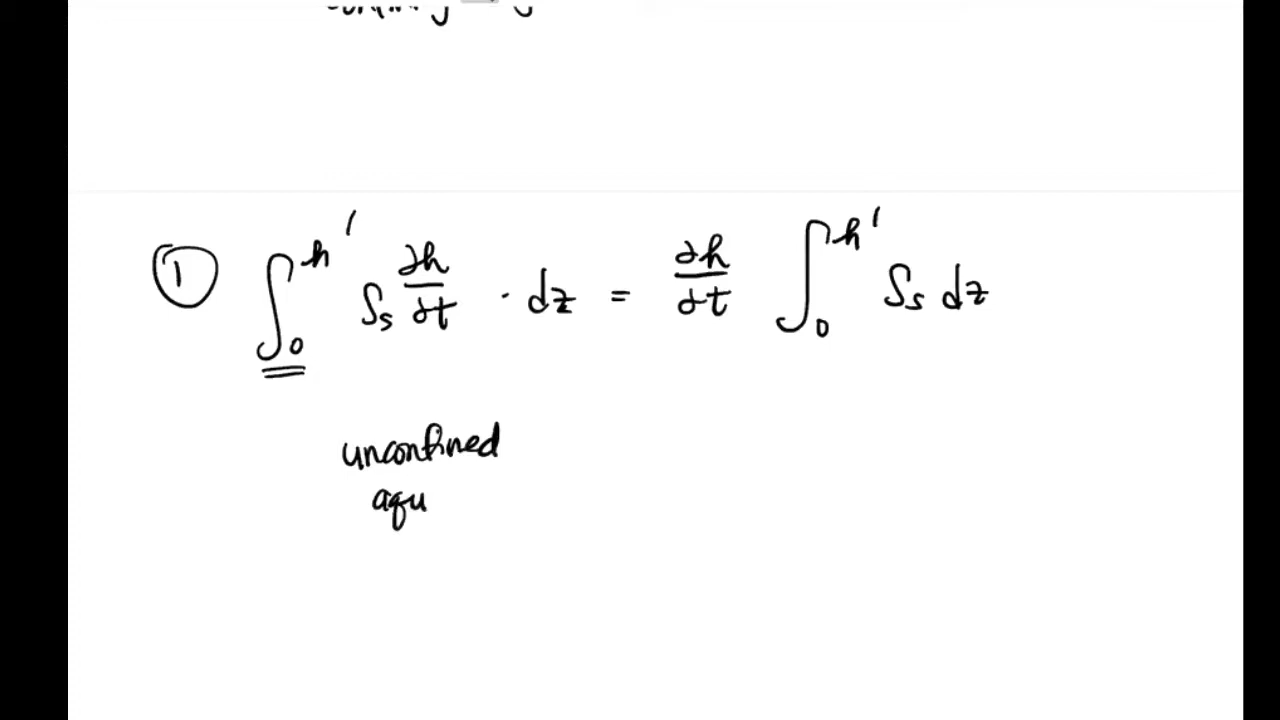 ① ∫₀^h' Sₛ ∂h/∂t · dz = ∂h/∂t ∫₀^h' Sₛ dz
unconfined
aqu